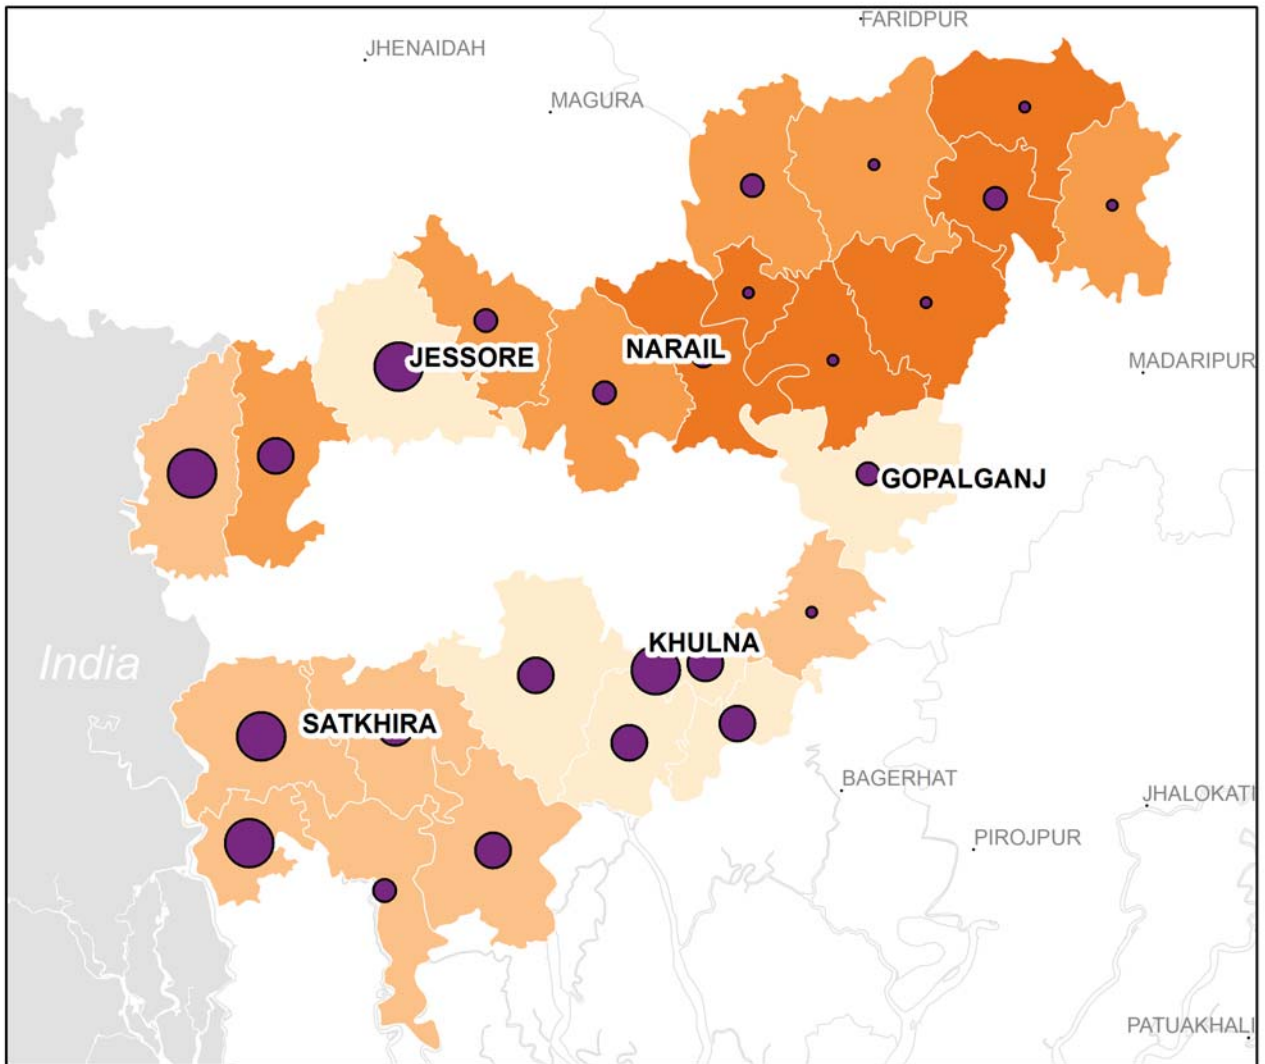 FARIDPUR
JHENAIDAH
MAGURA
JESSORE
NARAIL
MADARIPUR
GOPALGANJ
KHULNA
India
SATKHIRA
BAGERHAT
JHALOKATI
PIROJPUR
PATUAKHALI